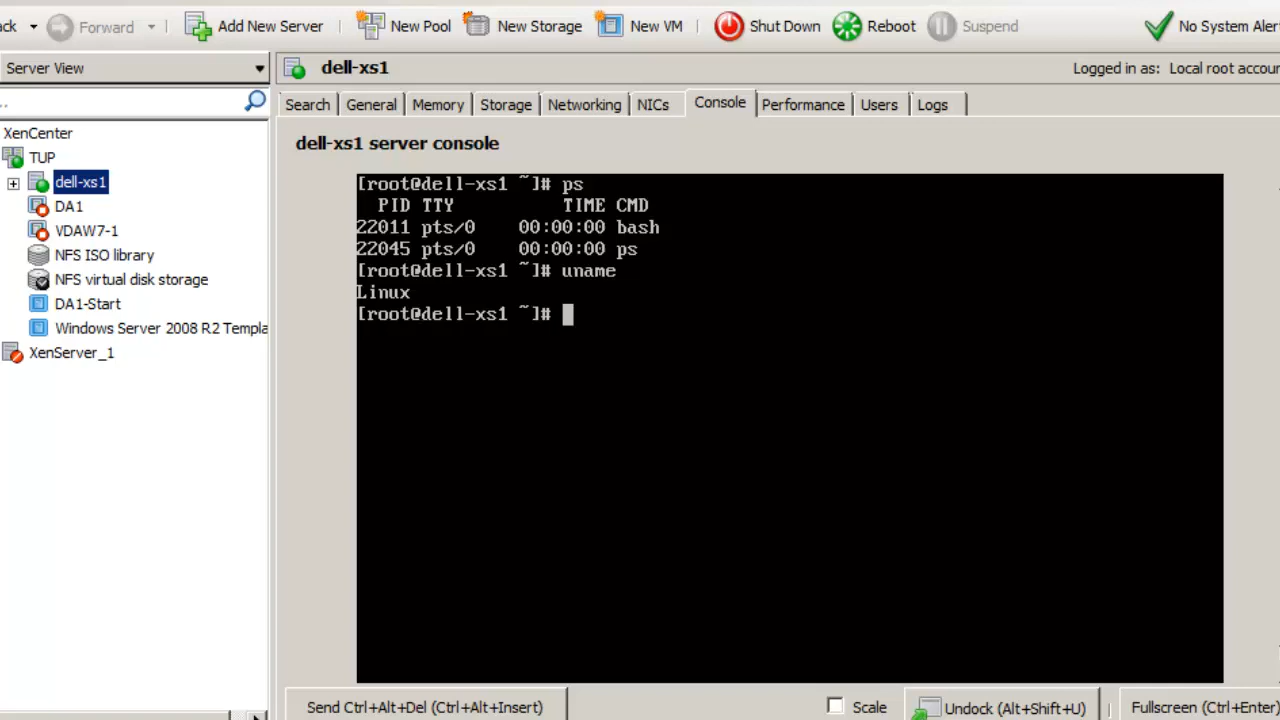 ck Forward Add New Server New Pool New Storage New VM Shut Down Reboot Suspend No System Aler
Server View
dell-xs1 Logged in as: Local root accour
..
Search General Memory Storage Networking NICs Console Performance Users Logs
XenCenter
TUP
dell-xs1
DA1
VDAW7-1
NFS ISO library
NFS virtual disk storage
DA1-Start
Windows Server 2008 R2 Templa
XenServer_1
dell-xs1 server console
[root@dell-xs1 ~]# ps
PID TTY TIME CMD
22011 pts/0 00:00:00 bash
22045 pts/0 00:00:00 ps
[root@dell-xs1 ~]# uname
Linux
[root@dell-xs1 ~]#
Send Ctrl+Alt+Del (Ctrl+Alt+Insert) Scale Undock (Alt+Shift+U) Fullscreen (Ctrl+Enter)